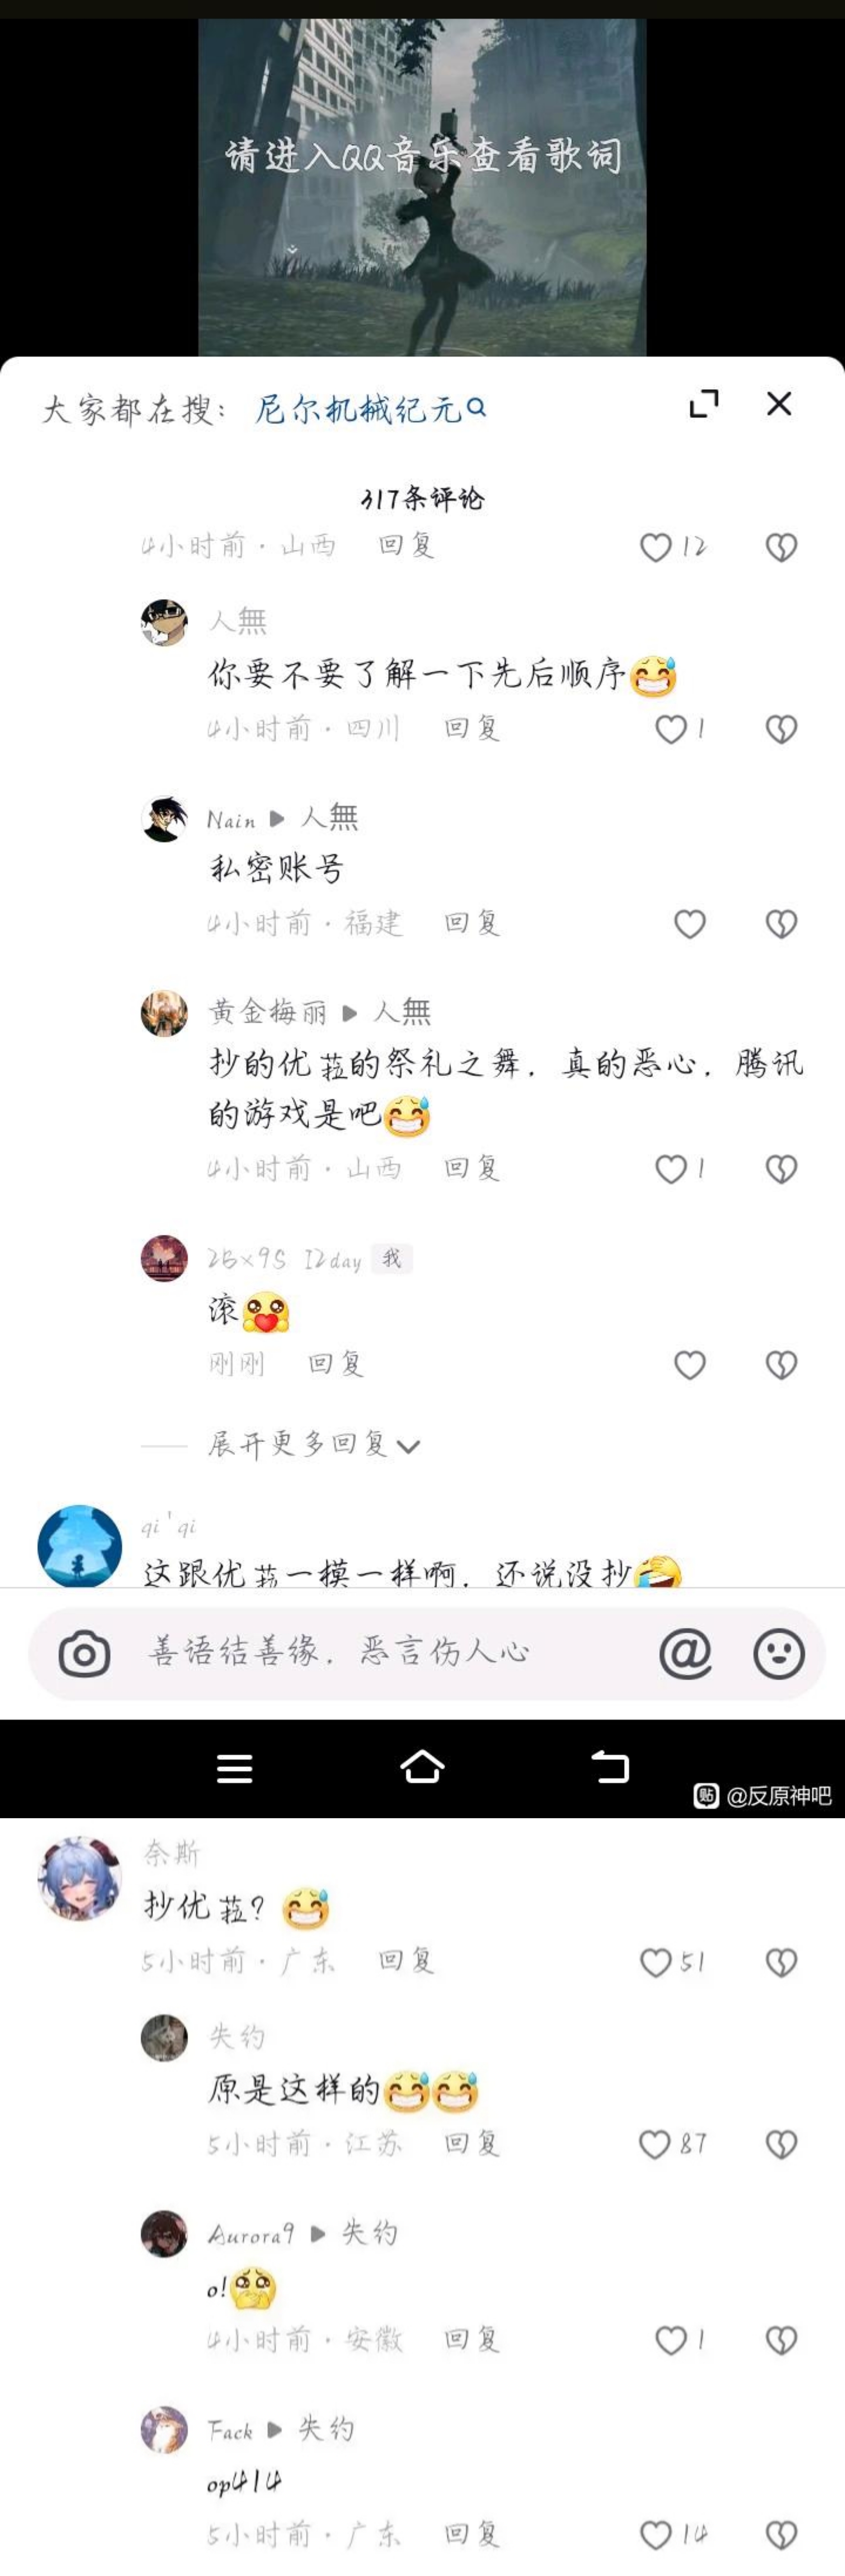 请进入QQ音乐查看歌词
大家都在搜：尼尔机械纪元
317条评论
4小时前·山西 回复 12
人無
你要不要了解一下先后顺序
4小时前·四川 回复 1
Nain ▶ 人無
私密账号
4小时前·福建 回复
黄金梅丽 ▶ 人無
抄的优菈的祭礼之舞，真的恶心，腾讯
的游戏是吧
4小时前·山西 回复 1
2B×9S 12day 我
滚
刚刚 回复
展开更多回复
qi'qi
这跟优菈一模一样啊，还说没抄
善语结善缘，恶言伤人心
贴 @反原神吧
奈斯
抄优菈？
5小时前·广东 回复 51
失约
原是这样的
5小时前·江苏 回复 87
Aurora9 ▶ 失约
o!
4小时前·安徽 回复 1
Fack ▶ 失约
op414
5小时前·广东 回复 14